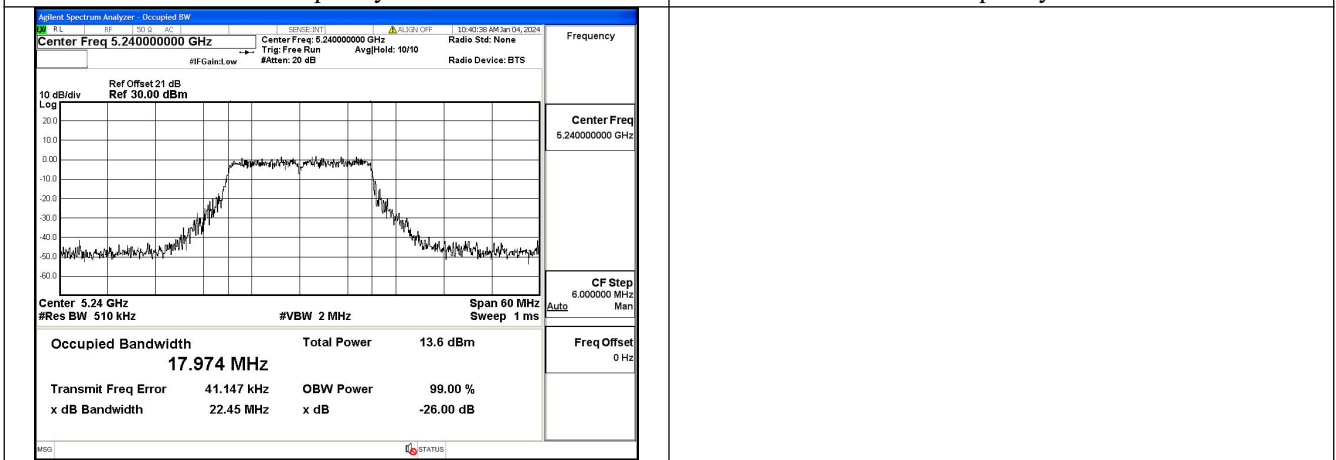 Agilent Spectrum Analyzer - Occupied BW
RL RF 50 Ω AC SENSE:INT ALIGN OFF 10:40:38 AM Jan 04, 2024
Center Freq 5.240000000 GHz
Center Freq: 5.240000000 GHz
Radio Std: None
Trig: Free Run Avg|Hold: 10/10
#IFGain:Low #Atten: 20 dB Radio Device: BTS
Frequency
Ref Offset 21 dB
10 dB/div Ref 30.00 dBm
Log
20.0
10.0
0.00
-10.0
-20.0
-30.0
-40.0
-50.0
-60.0
Center Freq
5.240000000 GHz
Center 5.24 GHz Span 60 MHz
#Res BW 510 kHz #VBW 2 MHz Sweep 1 ms
CF Step
6.000000 MHz
Auto Man
Occupied Bandwidth Total Power 13.6 dBm
17.974 MHz
Transmit Freq Error 41.147 kHz OBW Power 99.00 %
x dB Bandwidth 22.45 MHz x dB -26.00 dB
Freq Offset
0 Hz
MSG STATUS